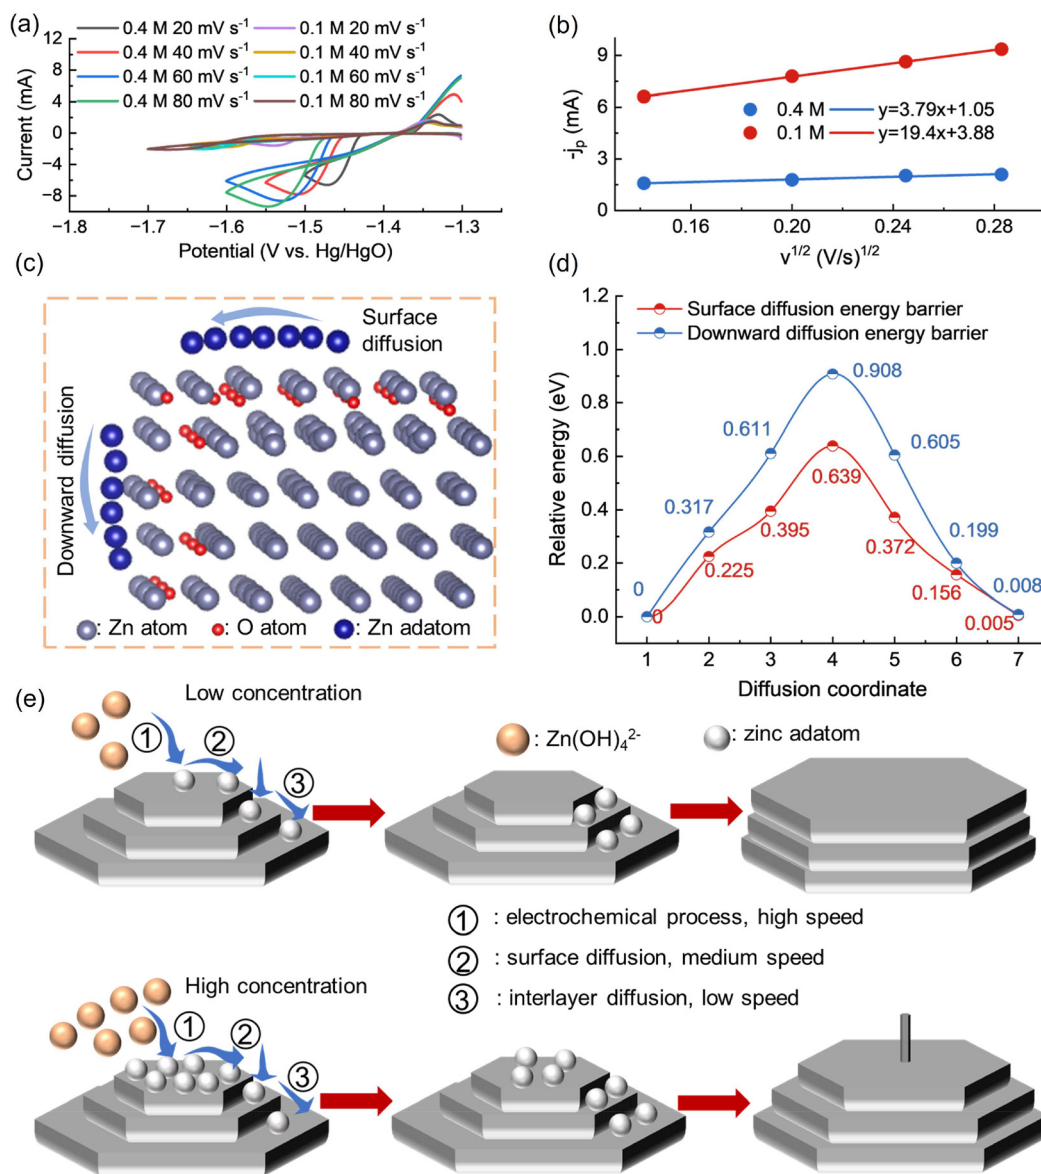 (a)
0.4 M 20 mV s⁻¹ 0.1 M 20 mV s⁻¹
0.4 M 40 mV s⁻¹ 0.1 M 40 mV s⁻¹
0.4 M 60 mV s⁻¹ 0.1 M 60 mV s⁻¹
0.4 M 80 mV s⁻¹ 0.1 M 80 mV s⁻¹
12
8
4
0
−4
−8
Current (mA)
−1.8 −1.7 −1.6 −1.5 −1.4 −1.3
Potential (V vs. Hg/HgO)
(b)
9
6
3
0
-jₚ (mA)
0.4 M y=3.79x+1.05
0.1 M y=19.4x+3.88
0.16 0.20 0.24 0.28
v^1/2 (V/s)^1/2
(c)
Surface
diffusion
Downward diffusion
: Zn atom : O atom : Zn adatom
(d)
1.2
1.0
0.8
0.6
0.4
0.2
0.0
Relative energy (eV)
Surface diffusion energy barrier
Downward diffusion energy barrier
0.908
0.611
0.605
0.639
0.317
0.395
0.372
0.199
0.225
0.156
0.008
0
0
0.005
1 2 3 4 5 6 7
Diffusion coordinate
(e)
Low concentration
① ② ③
: Zn(OH)₄²⁻ : zinc adatom
① : electrochemical process, high speed
② : surface diffusion, medium speed
③ : interlayer diffusion, low speed
High concentration
① ② ③